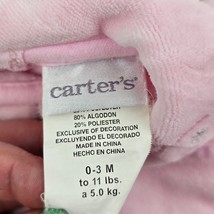 carter's®
80% ALGODON
20% POLIESTER
EXCLUSIVE OF DECORATION
EXCLUYENDO EL DECORADO
MADE IN CHINA
HECHO EN CHINA
0-3 M
to 11 lbs.
a 5.0 kg.